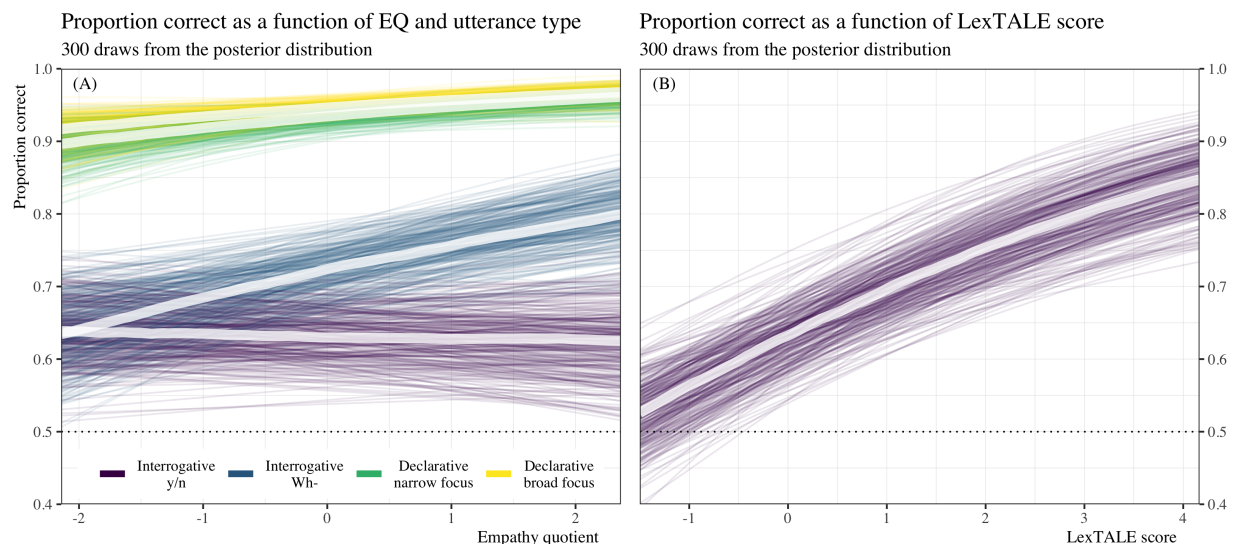 Proportion correct as a function of EQ and utterance type
300 draws from the posterior distribution
(A)
Proportion correct
1.0
0.9
0.8
0.7
0.6
0.5
0.4
Interrogative y/n
Interrogative Wh-
Declarative narrow focus
Declarative broad focus
-2 -1 0 1 2
Empathy quotient
Proportion correct as a function of LexTALE score
300 draws from the posterior distribution
(B)
1.0
0.9
0.8
0.7
0.6
0.5
0.4
-1 0 1 2 3 4
LexTALE score